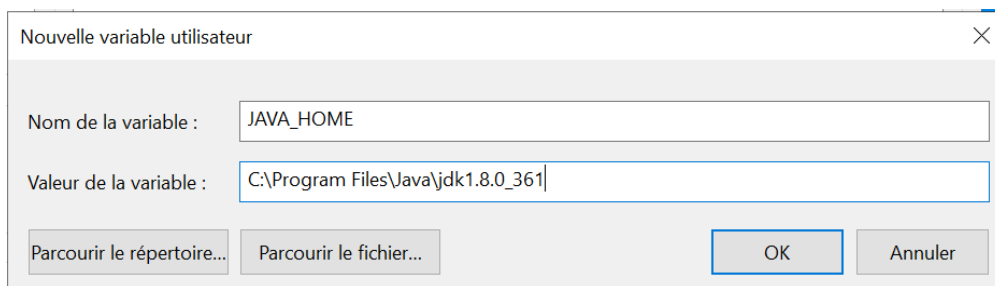 Nouvelle variable utilisateur
Nom de la variable : JAVA_HOME
Valeur de la variable : C:\Program Files\Java\jdk1.8.0_361
Parcourir le répertoire... Parcourir le fichier... OK Annuler